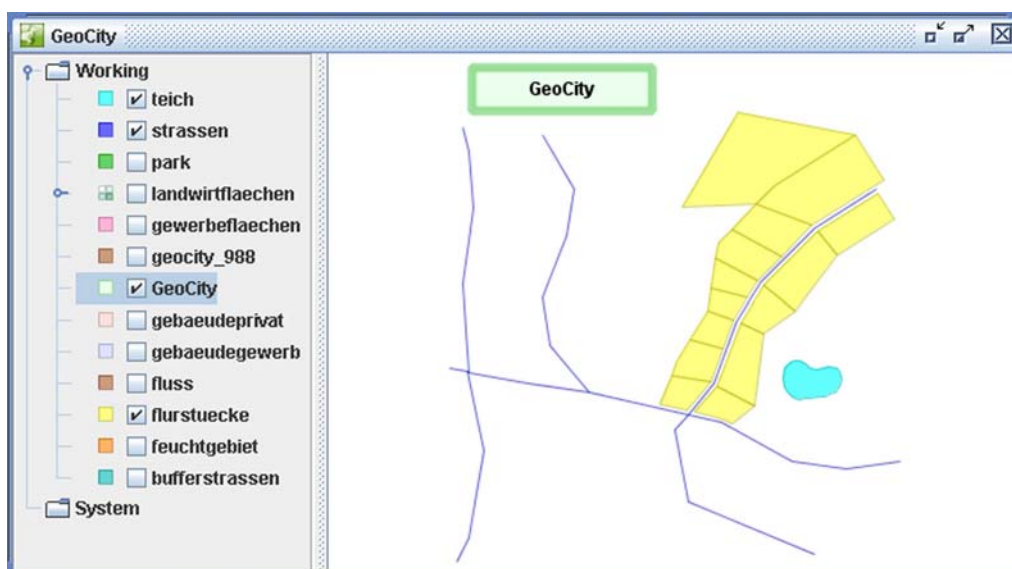 GeoCity
Working
teich
strassen
park
landwirtflaechen
gewerbeflaechen
geocity_988
GeoCity
gebaeudeprivat
gebaeudegewerb
fluss
flurstuecke
feuchtgebiet
bufferstrassen
System
GeoCity